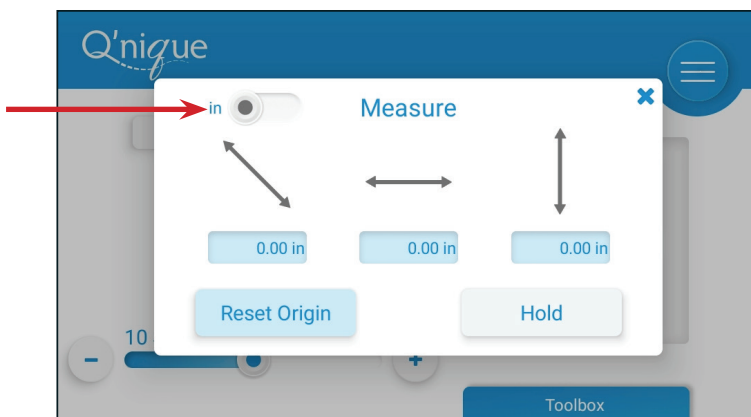 Q'nique
in
Measure
0.00 in
0.00 in
0.00 in
Reset Origin
Hold
10
Toolbox